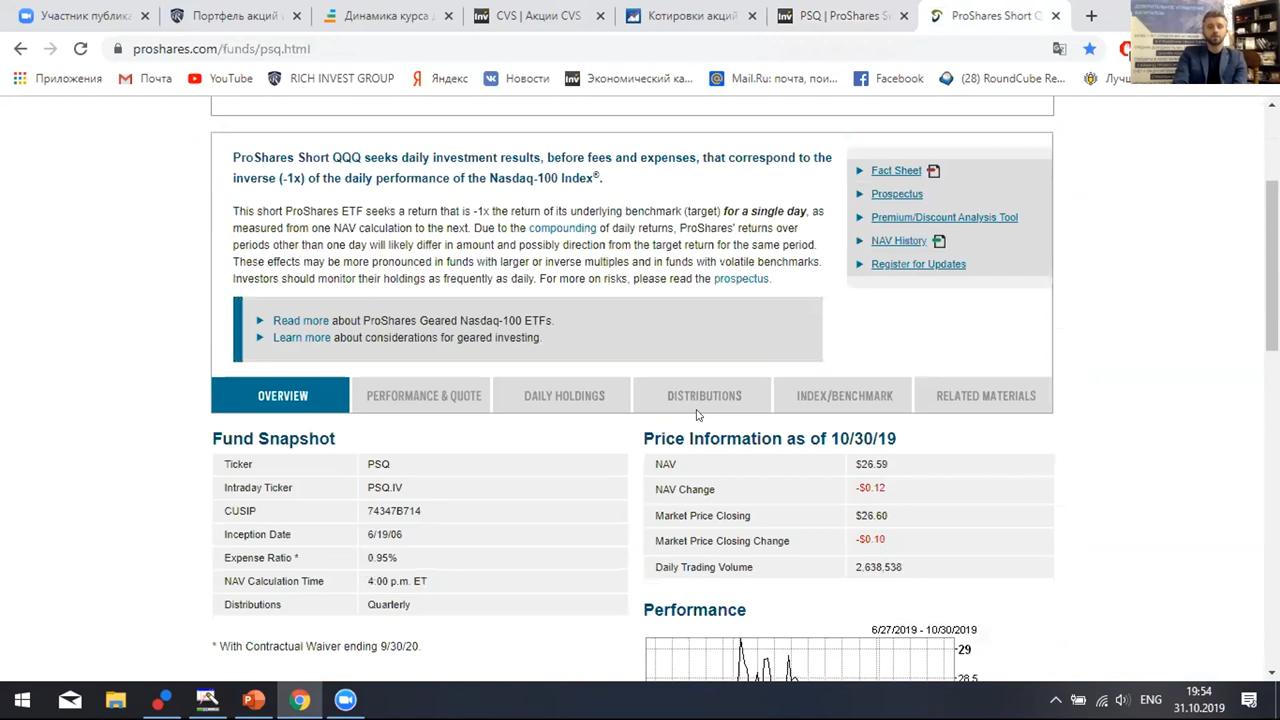 Участник публика
Портфель акций
Динамика курса
CVS | Акции CVS
Котировки акци
PSQ | ProShares
ProShares Short Q
proshares.com/funds/psq.html
Приложения
Почта
YouTube
RICH INVEST GROUP
Новос
Экономический ка...
@mail.Ru: почта, пои...
Facebook
(28) RoundCube Re...
ProShares Short QQQ seeks daily investment results, before fees and expenses, that correspond to the
inverse (-1x) of the daily performance of the Nasdaq-100 Index®.
This short ProShares ETF seeks a return that is -1x the return of its underlying benchmark (target) for a single day, as
measured from one NAV calculation to the next. Due to the compounding of daily returns, ProShares' returns over
periods other than one day will likely differ in amount and possibly direction from the target return for the same period.
These effects may be more pronounced in funds with larger or inverse multiples and in funds with volatile benchmarks.
Investors should monitor their holdings as frequently as daily. For more on risks, please read the prospectus.
Fact Sheet
Prospectus
Premium/Discount Analysis Tool
NAV History
Register for Updates
Read more about ProShares Geared Nasdaq-100 ETFs.
Learn more about considerations for geared investing.
OVERVIEW
PERFORMANCE & QUOTE
DAILY HOLDINGS
DISTRIBUTIONS
INDEX/BENCHMARK
RELATED MATERIALS
Fund Snapshot
Ticker PSQ
Intraday Ticker PSQ.IV
CUSIP 74347B714
Inception Date 6/19/06
Expense Ratio * 0.95%
NAV Calculation Time 4:00 p.m. ET
Distributions Quarterly
* With Contractual Waiver ending 9/30/20.
Price Information as of 10/30/19
NAV $26.59
NAV Change -$0.12
Market Price Closing $26.60
Market Price Closing Change -$0.10
Daily Trading Volume 2,638,538
Performance
6/27/2019 - 10/30/2019
29
28.5
ENG
19:54
31.10.2019